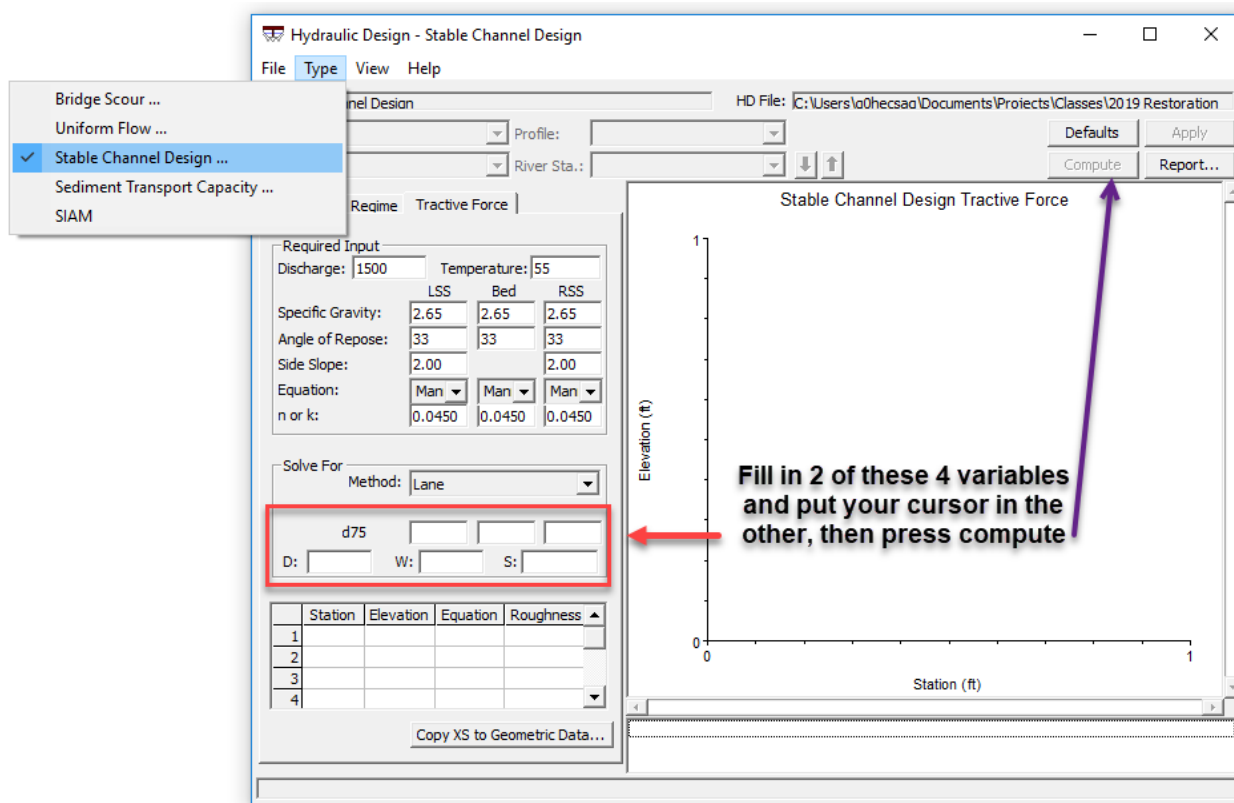 Hydraulic Design - Stable Channel Design
File Type View Help
Bridge Scour ...
Uniform Flow ...
Stable Channel Design ...
Sediment Transport Capacity ...
SIAM
nel Design
HD File: C:\Users\q0hecsag\Documents\Projects\Classes\2019 Restoration
Profile:
Defaults Apply
River Sta.:
Compute Report...
Regime Tractive Force
Required Input
Discharge: 1500 Temperature: 55
LSS Bed RSS
Specific Gravity: 2.65 2.65 2.65
Angle of Repose: 33 33 33
Side Slope: 2.00 2.00
Equation: Man Man Man
n or k: 0.0450 0.0450 0.0450
Solve For
Method: Lane
d75
D: W: S:
Station Elevation Equation Roughness
1
2
3
4
Copy XS to Geometric Data...
Stable Channel Design Tractive Force
1
Elevation (ft)
0
0 1
Station (ft)
Fill in 2 of these 4 variables
and put your cursor in the
other, then press compute